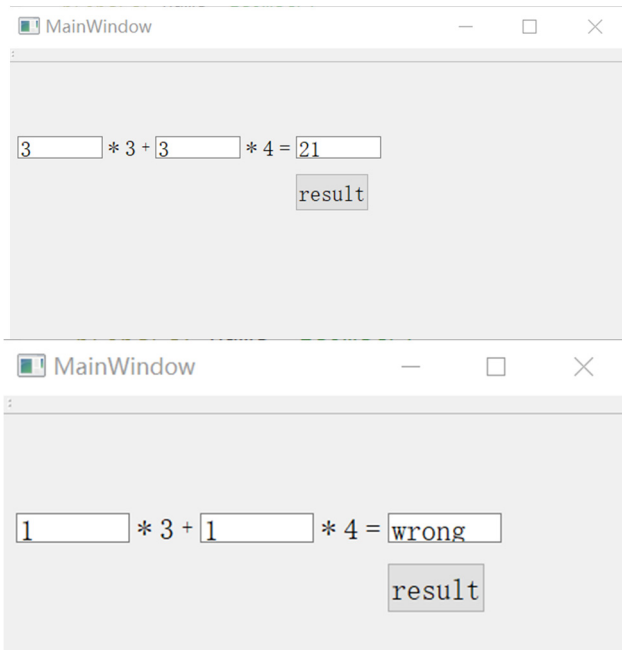 MainWindow
3 * 3 + 3 * 4 = 21
result
MainWindow
1 * 3 + 1 * 4 = wrong
result